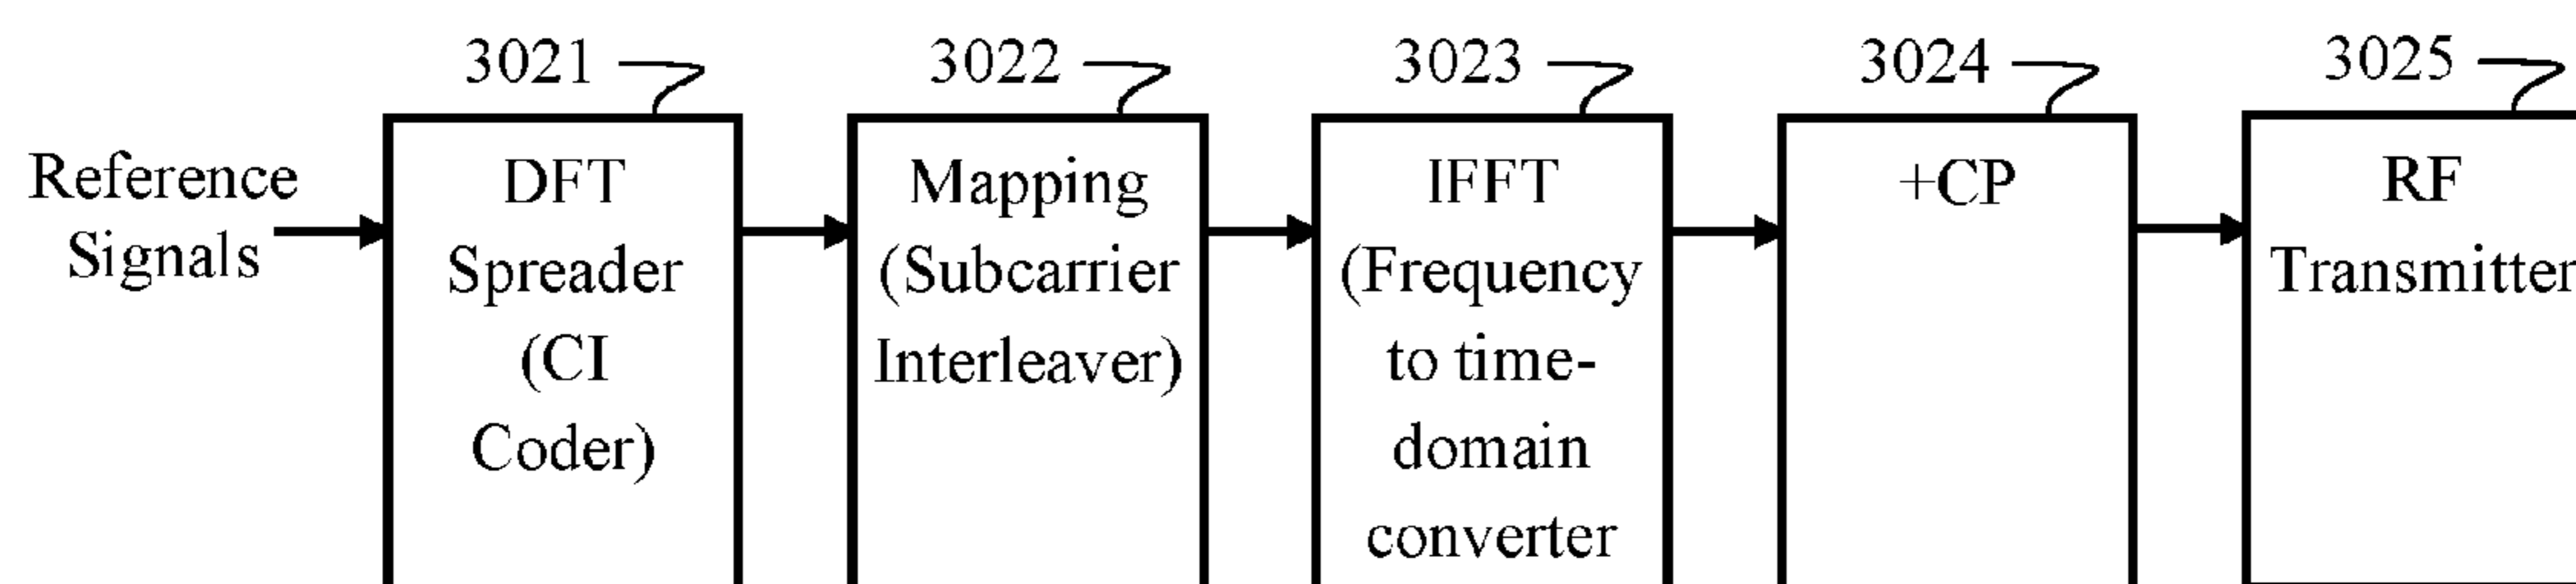 3021
3022
3023
3024
3025
Reference
Signals
DFT
Spreader
(CI
Coder)
Mapping
(Subcarrier
Interleaver)
IFFT
(Frequency
to time-
domain
converter
+CP
RF
Transmitter